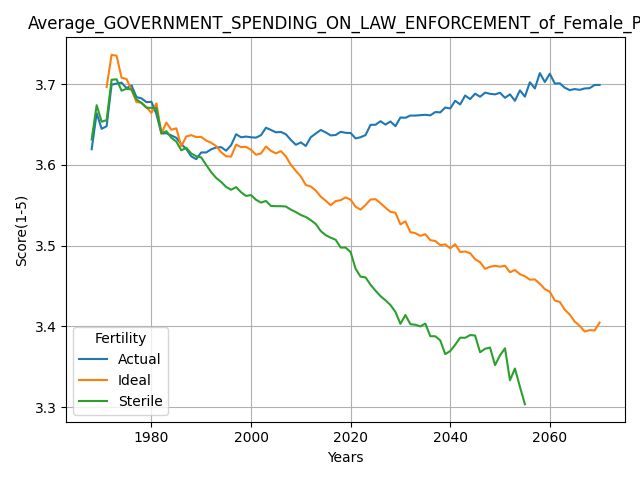 Average_GOVERNMENT_SPENDING_ON_LAW_ENFORCEMENT_of_Female_P
Score(1-5)
3.7
3.6
3.5
3.4
3.3
Fertility
Actual
Ideal
Sterile
1980
2000
2020
2040
2060
Years